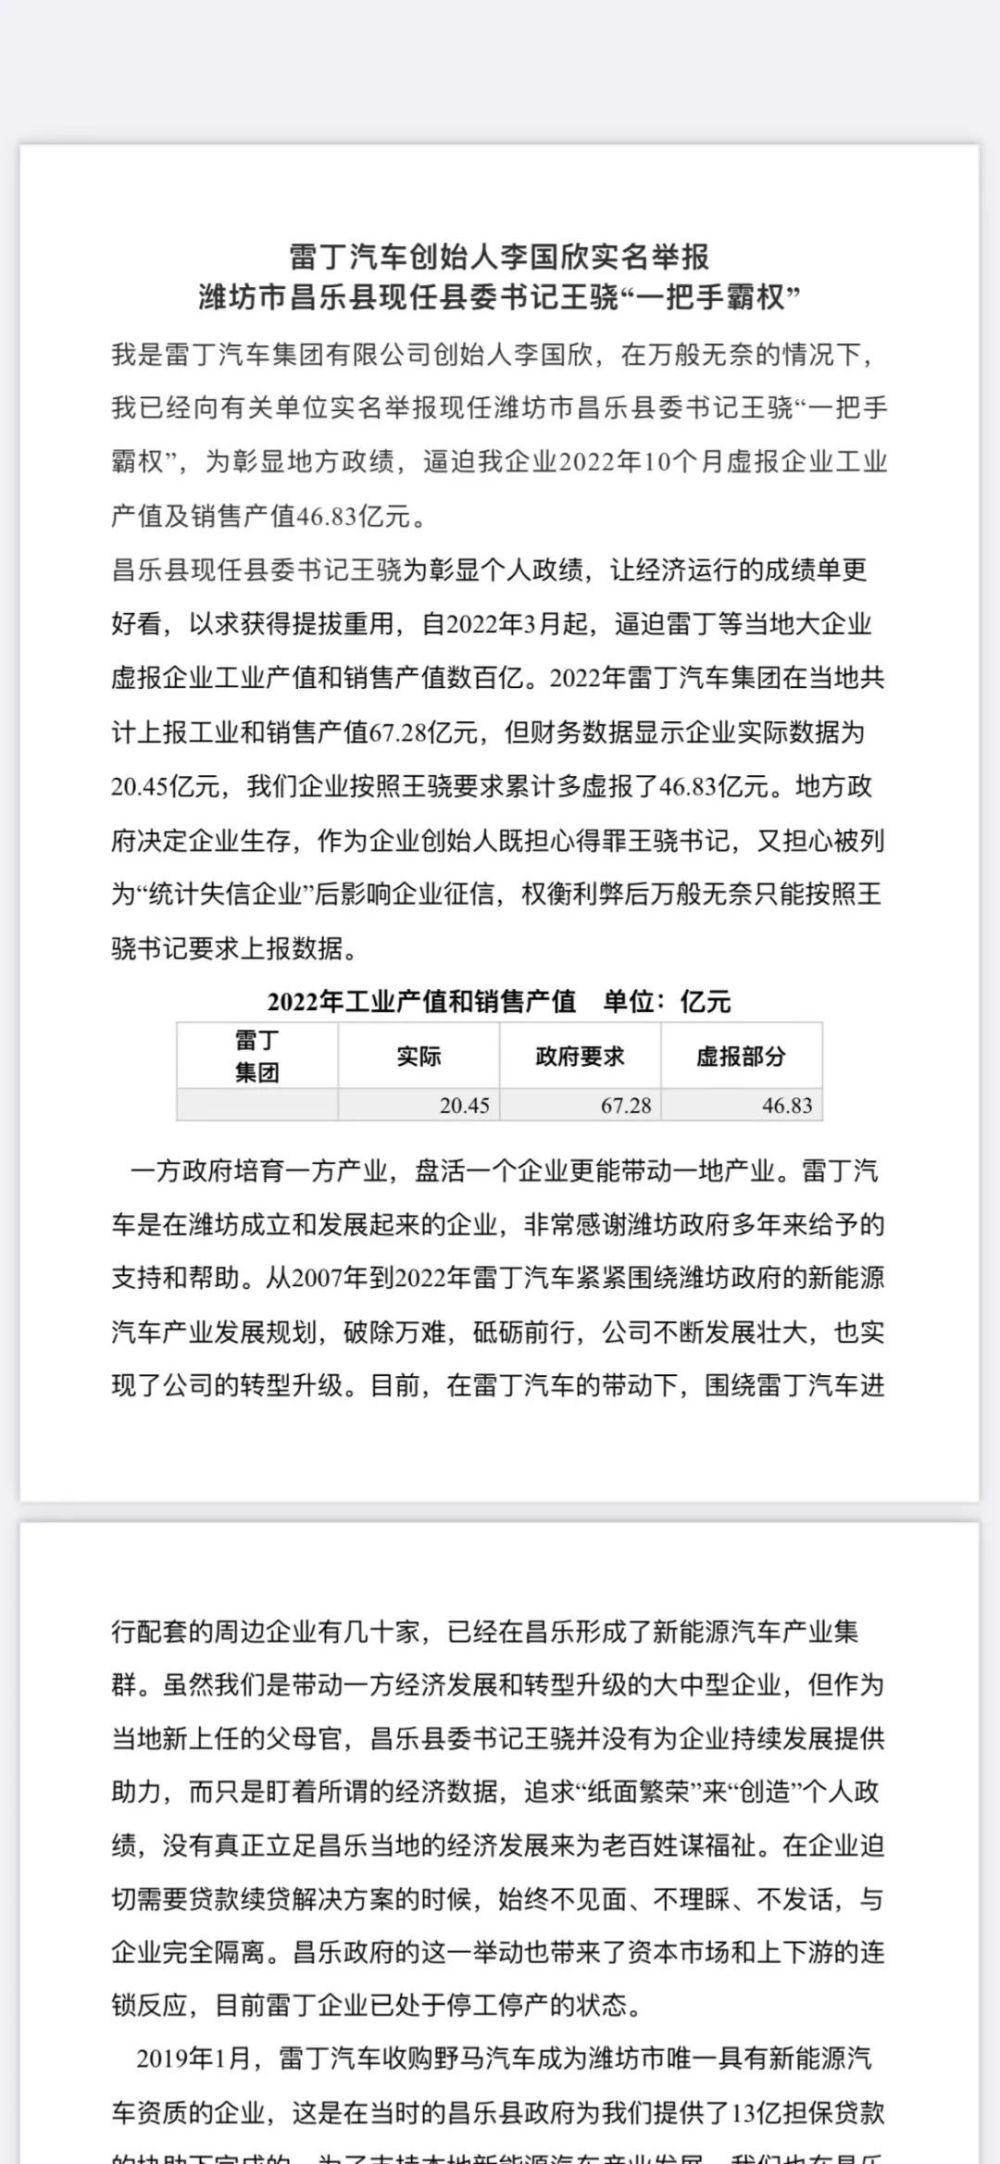 雷丁汽车创始人李国欣实名举报
潍坊市昌乐县现任县委书记王骁“一把手霸权”
我是雷丁汽车集团有限公司创始人李国欣，在万般无奈的情况下，
我已经向有关单位实名举报现任潍坊市昌乐县委书记王骁“一把手
霸权”，为彰显地方政绩，逼迫我企业2022年10个月虚报企业工业
产值及销售产值46.83亿元。
昌乐县现任县委书记王骁为彰显个人政绩，让经济运行的成绩单更
好看，以求获得提拔重用，自2022年3月起，逼迫雷丁等当地大企业
虚报企业工业产值和销售产值数百亿。2022年雷丁汽车集团在当地共
计上报工业和销售产值67.28亿元，但财务数据显示企业实际数据为
20.45亿元，我们企业按照王骁要求累计多虚报了46.83亿元。地方政
府决定企业生存，作为企业创始人既担心得罪王骁书记，又担心被列
为“统计失信企业”后影响企业征信，权衡利弊后万般无奈只能按照王
骁书记要求上报数据。
2022年工业产值和销售产值 单位：亿元
雷丁
集团 实际 政府要求 虚报部分
20.45 67.28 46.83
一方政府培育一方产业，盘活一个企业更能带动一地产业。雷丁汽
车是在潍坊成立和发展起来的企业，非常感谢潍坊政府多年来给予的
支持和帮助。从2007年到2022年雷丁汽车紧紧围绕潍坊政府的新能源
汽车产业发展规划，破除万难，砥砺前行，公司不断发展壮大，也实
现了公司的转型升级。目前，在雷丁汽车的带动下，围绕雷丁汽车进
行配套的周边企业有几十家，已经在昌乐形成了新能源汽车产业集
群。虽然我们是带动一方经济发展和转型升级的大中型企业，但作为
当地新上任的父母官，昌乐县委书记王骁并没有为企业持续发展提供
助力，而只是盯着所谓的经济数据，追求“纸面繁荣”来“创造”个人政
绩，没有真正立足昌乐当地的经济发展来为老百姓谋福祉。在企业迫
切需要贷款续贷解决方案的时候，始终不见面、不理睬、不发话，与
企业完全隔离。昌乐政府的这一举动也带来了资本市场和上下游的连
锁反应，目前雷丁企业已处于停工停产的状态。
2019年1月，雷丁汽车收购野马汽车成为潍坊市唯一具有新能源汽
车资质的企业，这是在当时的昌乐县政府为我们提供了13亿担保贷款
的协助下完成的。为了支持本地新能源汽车产业发展，我们也在昌乐